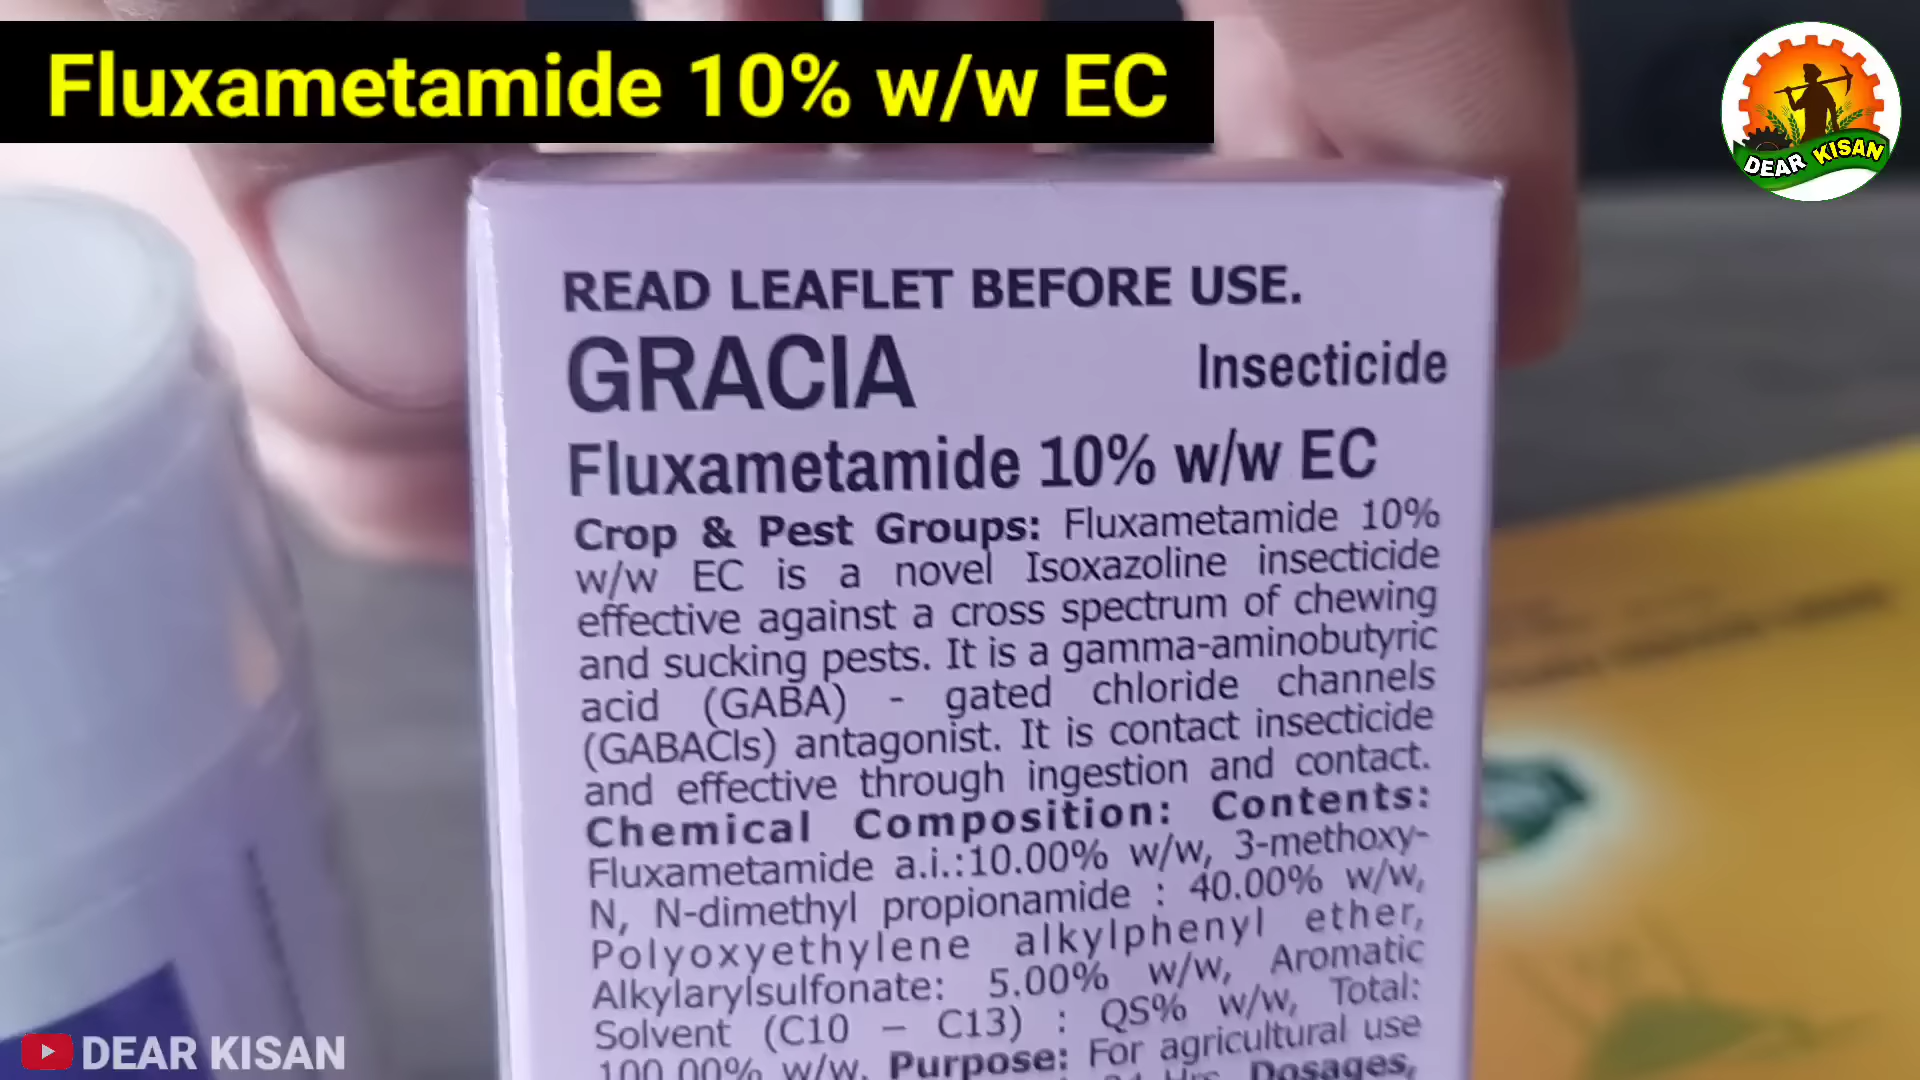 Fluxametamide 10% w/w EC
DEAR KISAN
READ LEAFLET BEFORE USE.
GRACIA Insecticide
Fluxametamide 10% w/w EC
Crop & Pest Groups: Fluxametamide 10%
w/w EC is a novel Isoxazoline insecticide
effective against a cross spectrum of chewing
and sucking pests. It is a gamma-aminobutyric
acid (GABA) - gated chloride channels
(GABACls) antagonist. It is contact insecticide
and effective through ingestion and contact.
Chemical Composition: Contents:
Fluxametamide a.i.:10.00% w/w, 3-methoxy-
N, N-dimethyl propionamide : 40.00% w/w,
Polyoxyethylene alkylphenyl ether,
Alkylarylsulfonate: 5.00% w/w, Aromatic
Solvent (C10 – C13) : QS% w/w, Total:
100.00% w/w. Purpose: For agricultural use
Hrs. Dosages,
DEAR KISAN